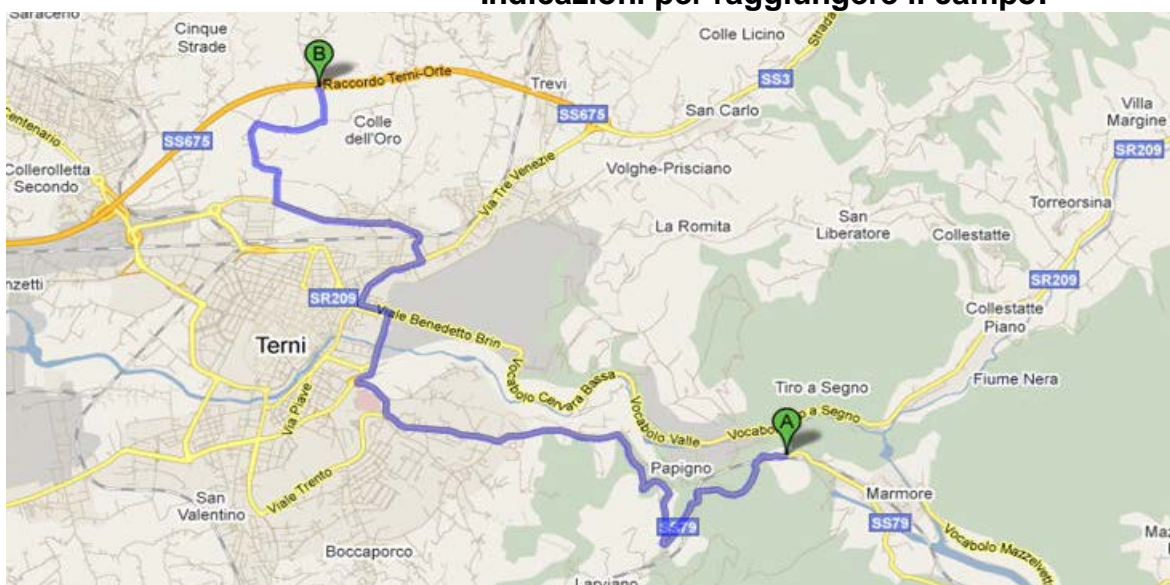 Indicazioni per raggiungere il campo:
Saraceno
Cinque
Strade
B
Raccordo Terni-Orte
Colle Licino
Strada
SS3
Trevi
SS675
San Carlo
Villa
Margine
SR209
Centenario
SS675
Colle
dell'Oro
Collerolletta
Secondo
Via Tre Venezie
Volghe-Prisciano
Torreorsina
La Romita
San
Liberatore
Collestatte
SR209
SR209
Viale Benedetto Brin
Collestatte
Piano
Terni
Vocabolo Cervara Bassa
Tiro a Segno
Fiume Nera
Via Piave
Vocabolo Valle
A
Papigno
Viale Trento
San
Valentino
Marmore
SS79
SS79
Vocabolo
Boccaporco